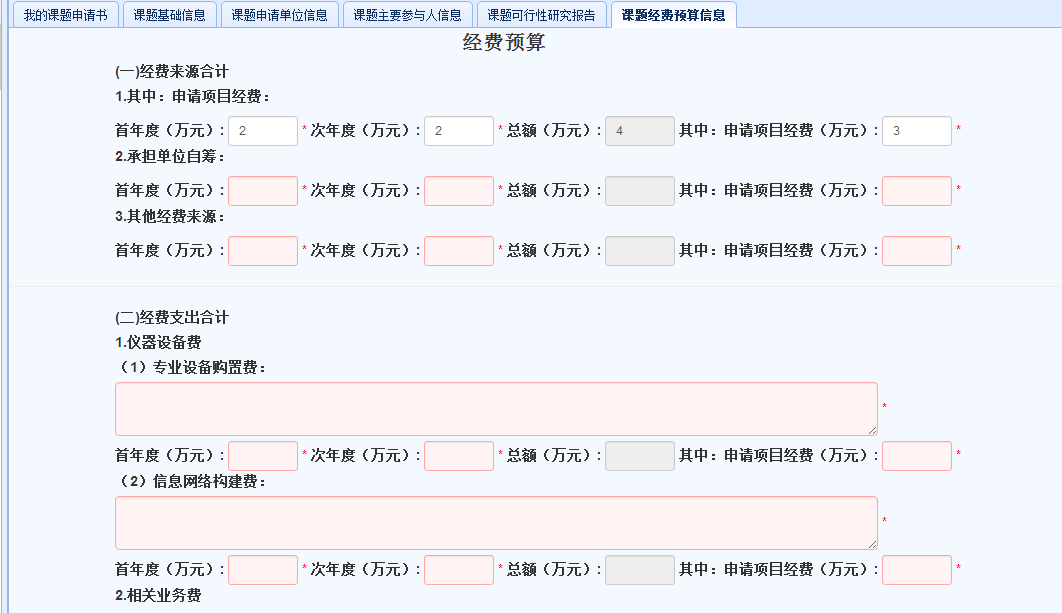 我的课题申请书 课题基础信息 课题申请单位信息 课题主要参与人信息 课题可行性研究报告 课题经费预算信息
经费预算
(一)经费来源合计
1.其中：申请项目经费：
首年度（万元）: 2 * 次年度（万元）: 2 * 总额（万元）: 4 其中：申请项目经费（万元）: 3 *
2.承担单位自筹：
首年度（万元）: * 次年度（万元）: * 总额（万元）: 其中：申请项目经费（万元）: *
3.其他经费来源：
首年度（万元）: * 次年度（万元）: * 总额（万元）: 其中：申请项目经费（万元）: *
(二)经费支出合计
1.仪器设备费
（1）专业设备购置费：
*
首年度（万元）: * 次年度（万元）: * 总额（万元）: 其中：申请项目经费（万元）: *
（2）信息网络构建费：
*
首年度（万元）: * 次年度（万元）: * 总额（万元）: 其中：申请项目经费（万元）: *
2.相关业务费